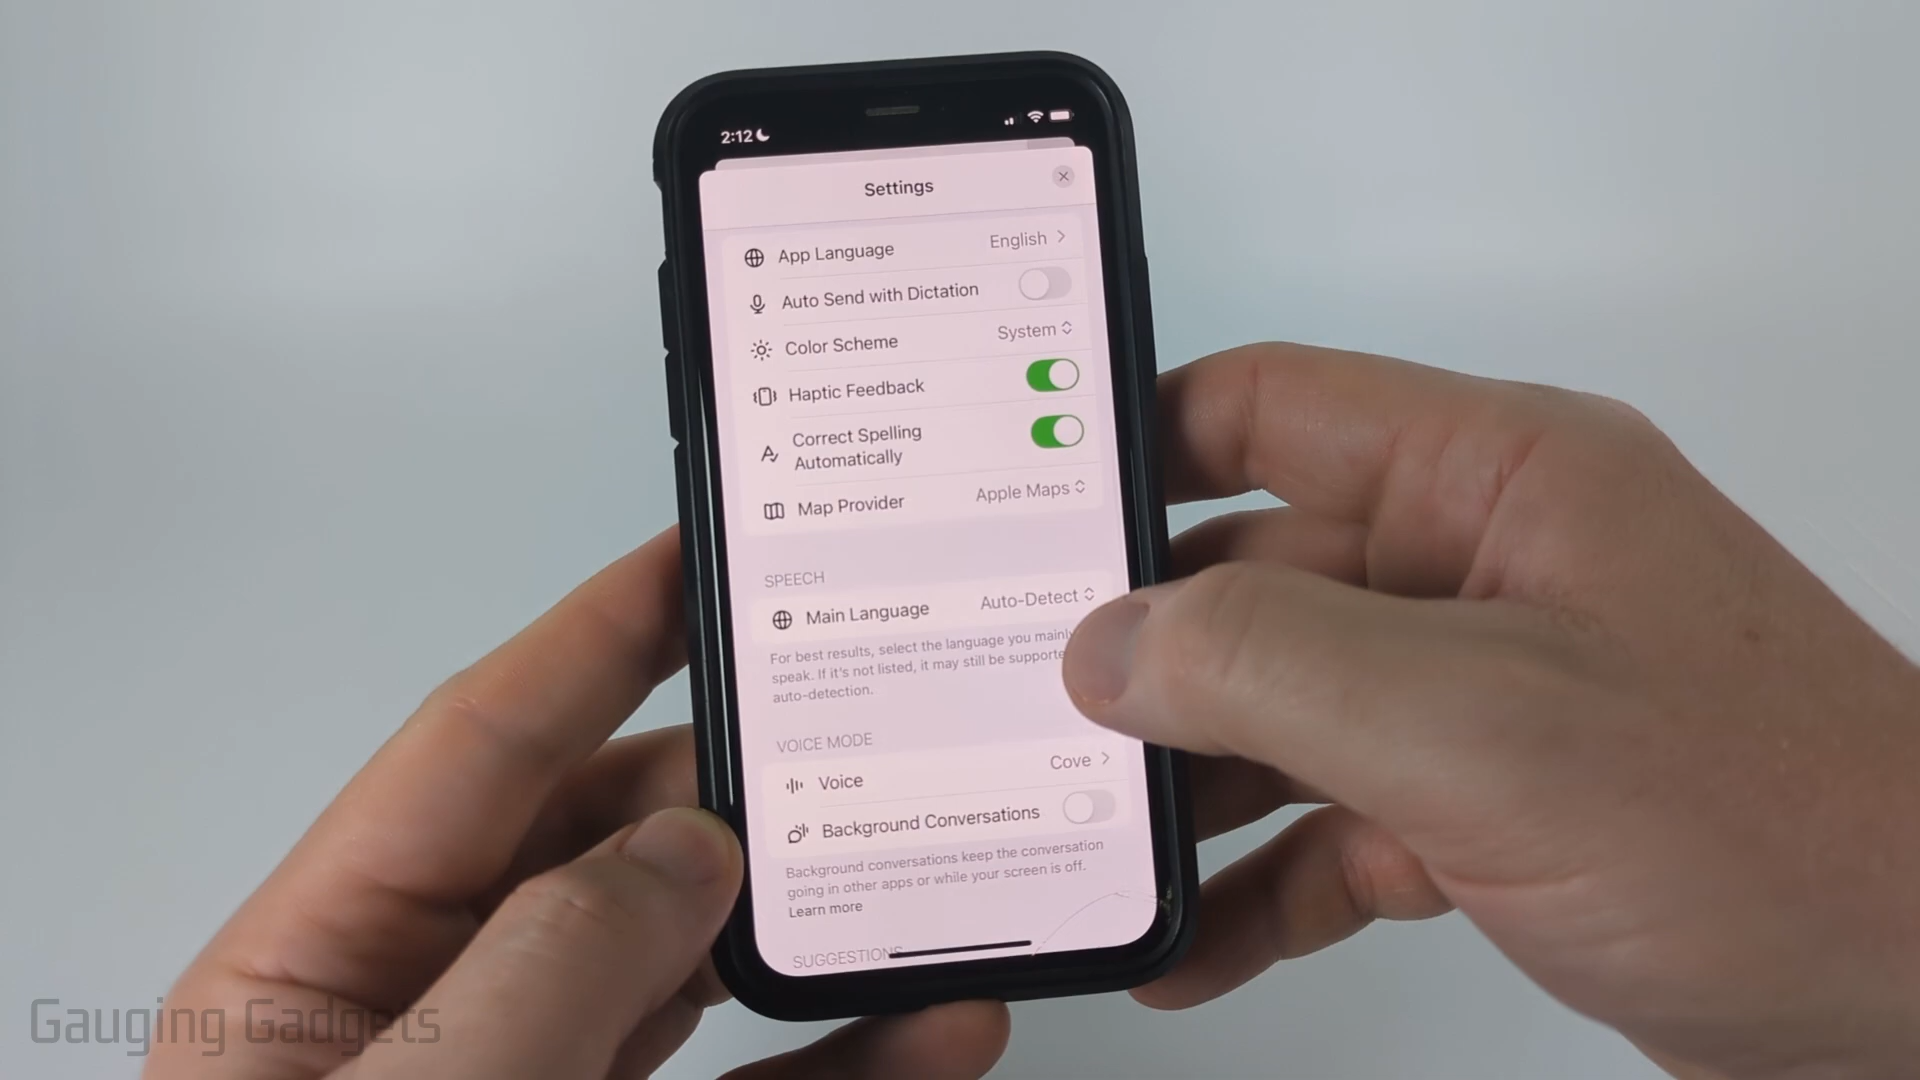 2:12
Settings
App Language English
Auto Send with Dictation
Color Scheme System
Haptic Feedback
Correct Spelling
Automatically
Map Provider Apple Maps
SPEECH
Main Language Auto-Detect
For best results, select the language you mainly
speak. If it's not listed, it may still be supported
auto-detection.
VOICE MODE
Voice Cove
Background Conversations
Background conversations keep the conversation
going in other apps or while your screen is off.
Learn more
SUGGESTIONS
Gauging Gadgets